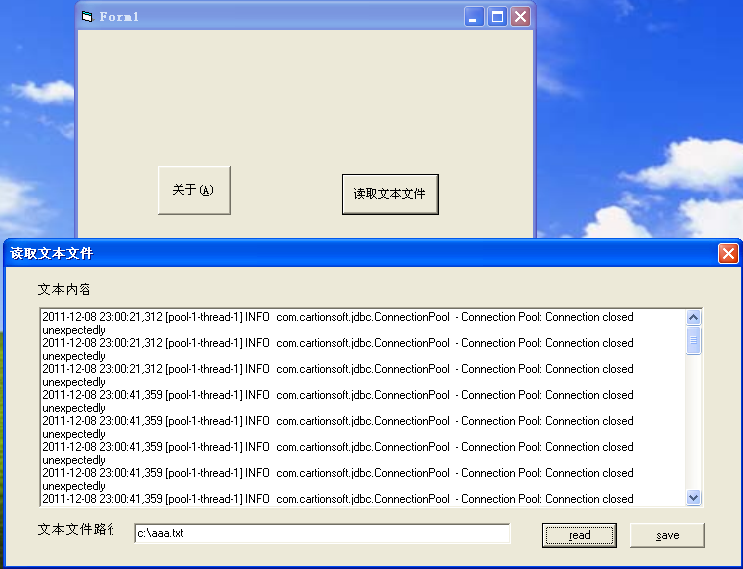 Form1
关于(A)
读取文本文件
读取文本文件
文本内容
2011-12-08 23:00:21,312 [pool-1-thread-1] INFO  com.cartionsoft.jdbc.ConnectionPool  - Connection Pool: Connection closed
unexpectedly
2011-12-08 23:00:21,312 [pool-1-thread-1] INFO  com.cartionsoft.jdbc.ConnectionPool  - Connection Pool: Connection closed
unexpectedly
2011-12-08 23:00:21,312 [pool-1-thread-1] INFO  com.cartionsoft.jdbc.ConnectionPool  - Connection Pool: Connection closed
unexpectedly
2011-12-08 23:00:41,359 [pool-1-thread-1] INFO  com.cartionsoft.jdbc.ConnectionPool  - Connection Pool: Connection closed
unexpectedly
2011-12-08 23:00:41,359 [pool-1-thread-1] INFO  com.cartionsoft.jdbc.ConnectionPool  - Connection Pool: Connection closed
unexpectedly
2011-12-08 23:00:41,359 [pool-1-thread-1] INFO  com.cartionsoft.jdbc.ConnectionPool  - Connection Pool: Connection closed
unexpectedly
2011-12-08 23:00:41,359 [pool-1-thread-1] INFO  com.cartionsoft.jdbc.ConnectionPool  - Connection Pool: Connection closed
unexpectedly
2011-12-08 23:00:41,359 [pool-1-thread-1] INFO  com.cartionsoft.jdbc.ConnectionPool  - Connection Pool: Connection closed
文本文件路径
c:\aaa.txt
read
save